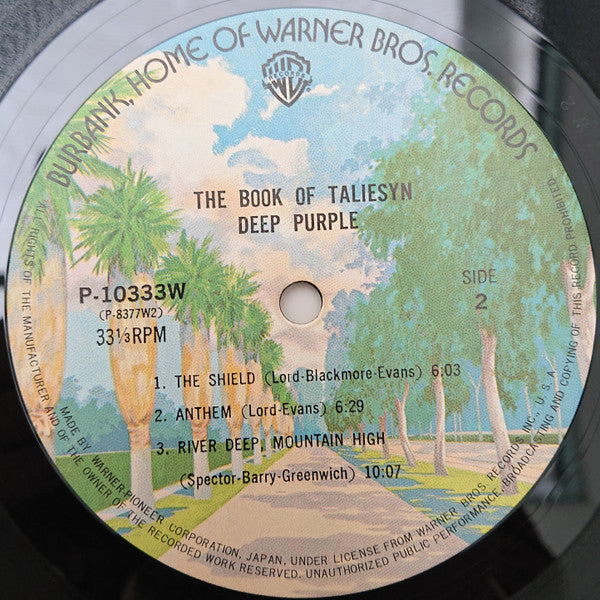 BURBANK, HOME OF WARNER BROS. RECORDS
RECORDS
THE BOOK OF TALIESYN
DEEP PURPLE
P-10333W
(P-8377W2)
33⅓RPM
SIDE
2
1. THE SHIELD (Lord-Blackmore-Evans) 6:03
2. ANTHEM (Lord-Evans) 6:29
3. RIVER DEEP, MOUNTAIN HIGH
(Spector-Barry-Greenwich) 10:07
MADE BY WARNER-PIONEER CORPORATION, JAPAN, UNDER LICENSE FROM WARNER BROS. RECORDS INC., U.S.A.
ALL RIGHTS OF THE MANUFACTURER AND OF THE OWNER OF THE RECORDED WORK RESERVED. UNAUTHORIZED PUBLIC PERFORMANCE, BROADCASTING AND COPYING OF THIS RECORD PROHIBITED.